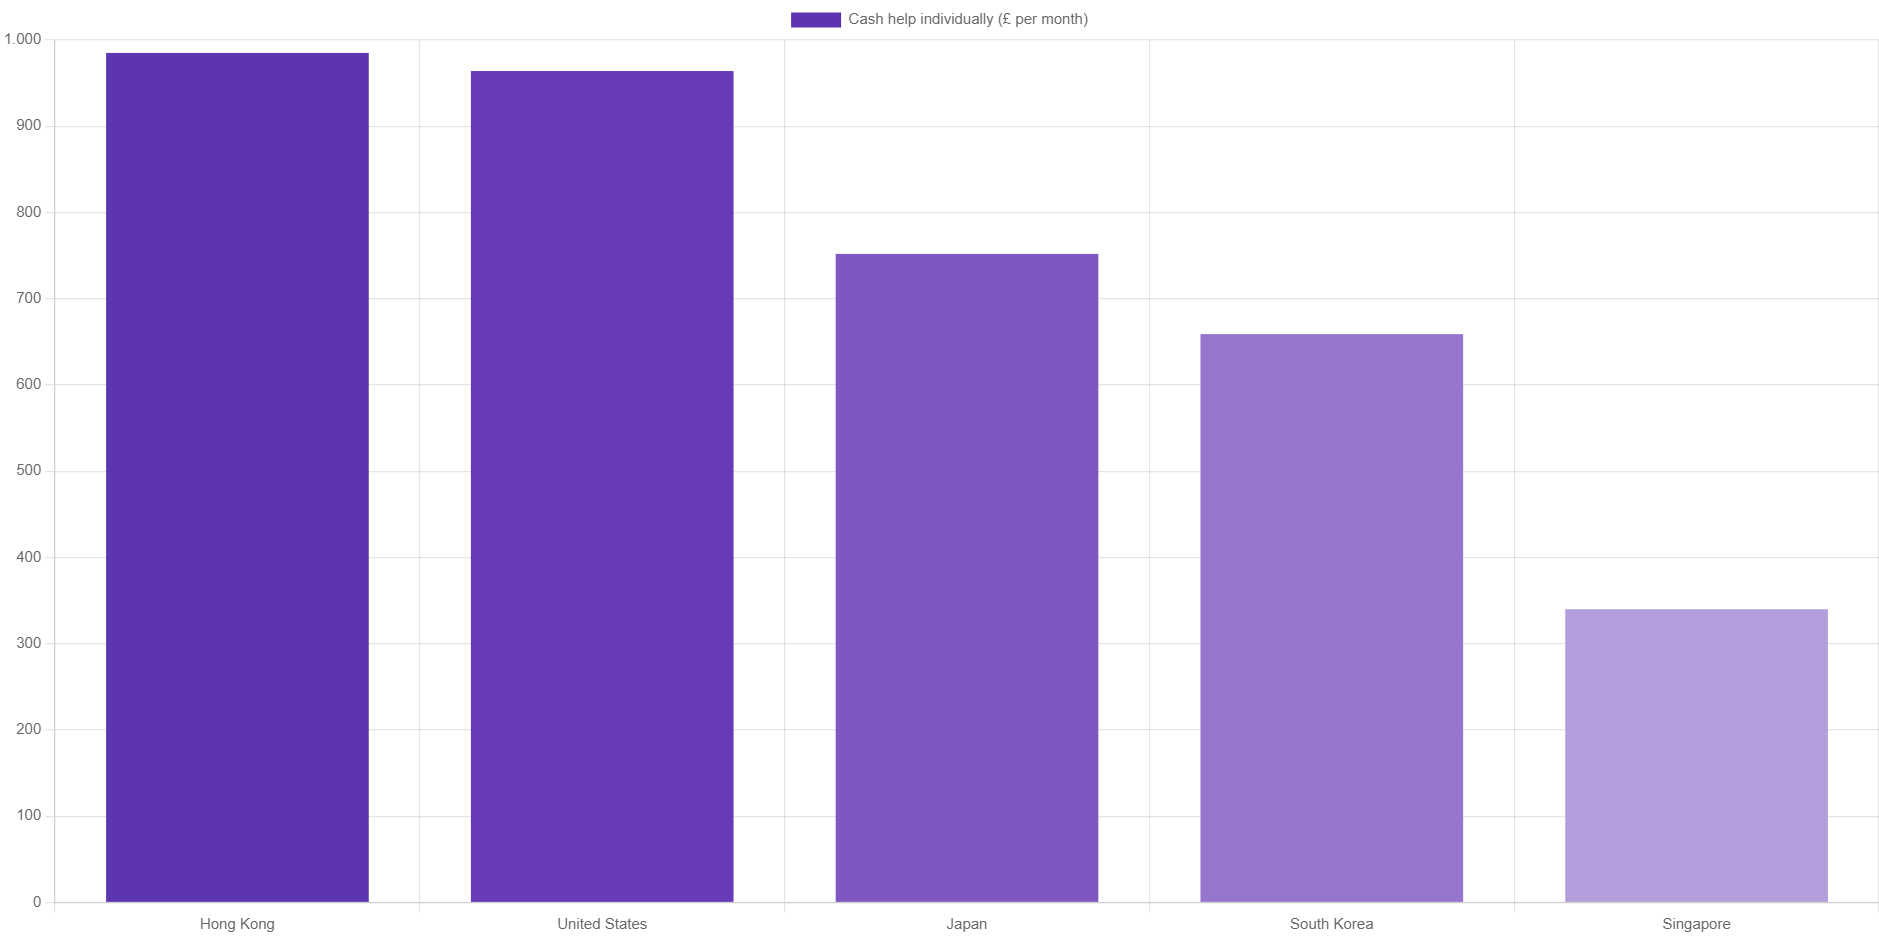 Cash help individually (£ per month)
1.000
900
800
700
600
500
400
300
200
100
0
Hong Kong
United States
Japan
South Korea
Singapore